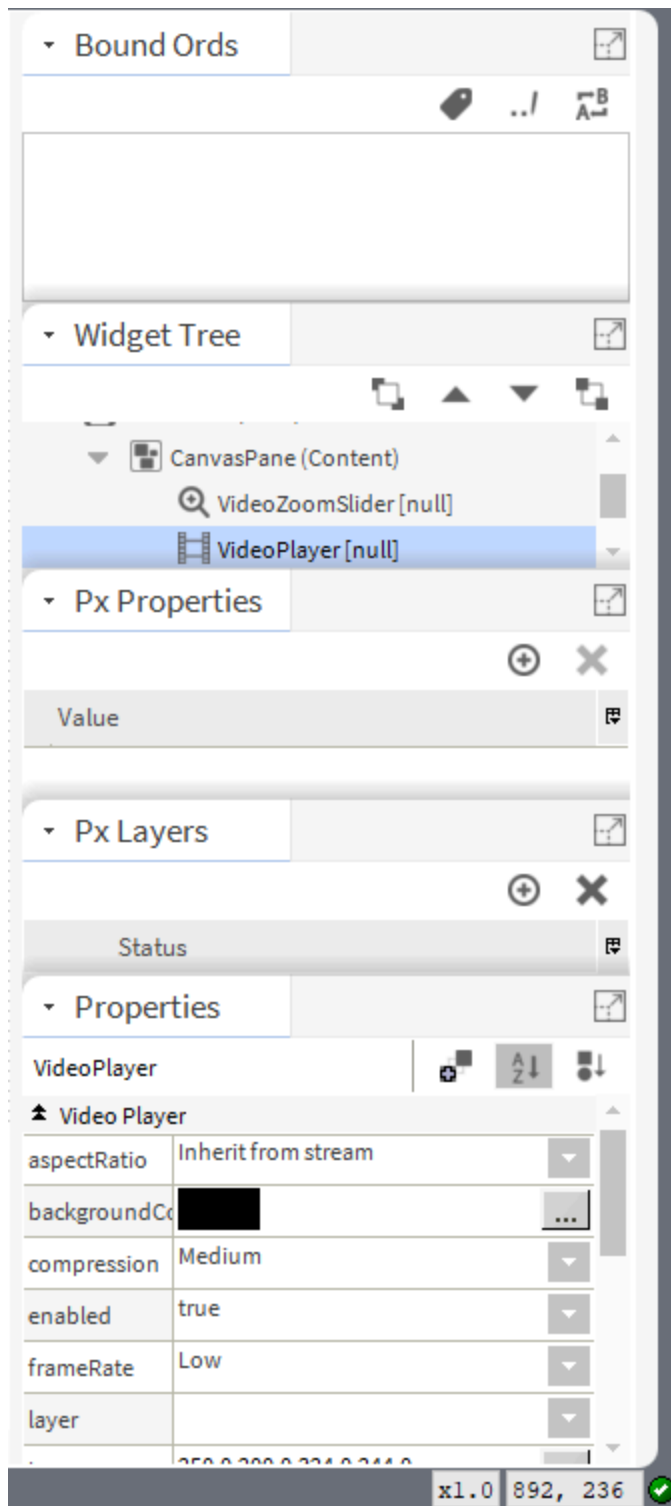 Bound Ords
../
B
A
Widget Tree
CanvasPane (Content)
VideoZoomSlider [null]
VideoPlayer [null]
Px Properties
Value
Px Layers
Status
Properties
VideoPlayer
A
Z
Video Player
aspectRatio Inherit from stream
backgroundCo
...
compression Medium
enabled true
frameRate Low
layer
x1.0 892, 236